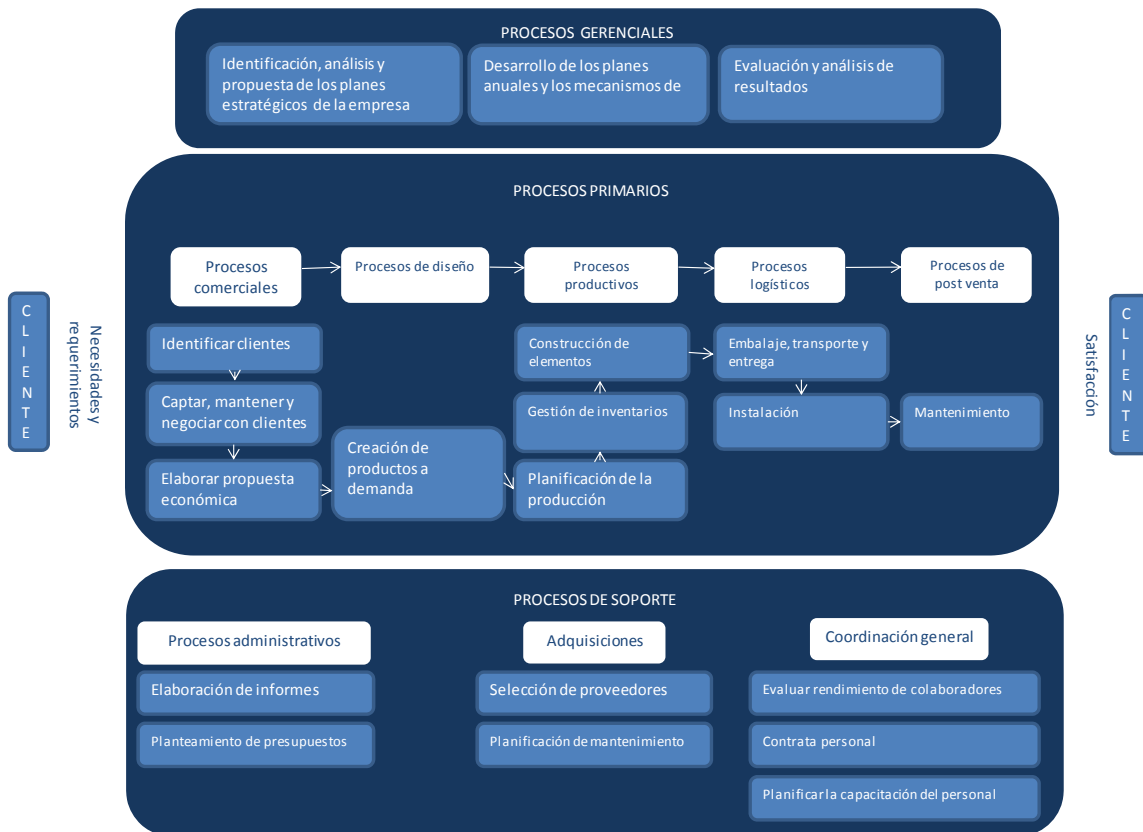 PROCESOS GERENCIALES
Identificación, análisis y
propuesta de los planes
estratégicos de la empresa
Desarrollo de los planes
anuales y los mecanismos de
Evaluación y análisis de
resultados
PROCESOS PRIMARIOS
Procesos
comerciales
Procesos de diseño
Procesos
productivos
Procesos
logísticos
Procesos de
post venta
CLIENTE
Necesidades y
requerimientos
Identificar clientes
Captar, mantener y
negociar con clientes
Elaborar propuesta
económica
Creación de
productos a
demanda
Construcción de
elementos
Gestión de inventarios
Planificación de la
producción
Embalaje, transporte y
entrega
Instalación
Mantenimiento
Satisfacción
CLIENTE
PROCESOS DE SOPORTE
Procesos administrativos
Elaboración de informes
Planteamiento de presupuestos
Adquisiciones
Selección de proveedores
Planificación de mantenimiento
Coordinación general
Evaluar rendimiento de colaboradores
Contrata personal
Planificar la capacitación del personal